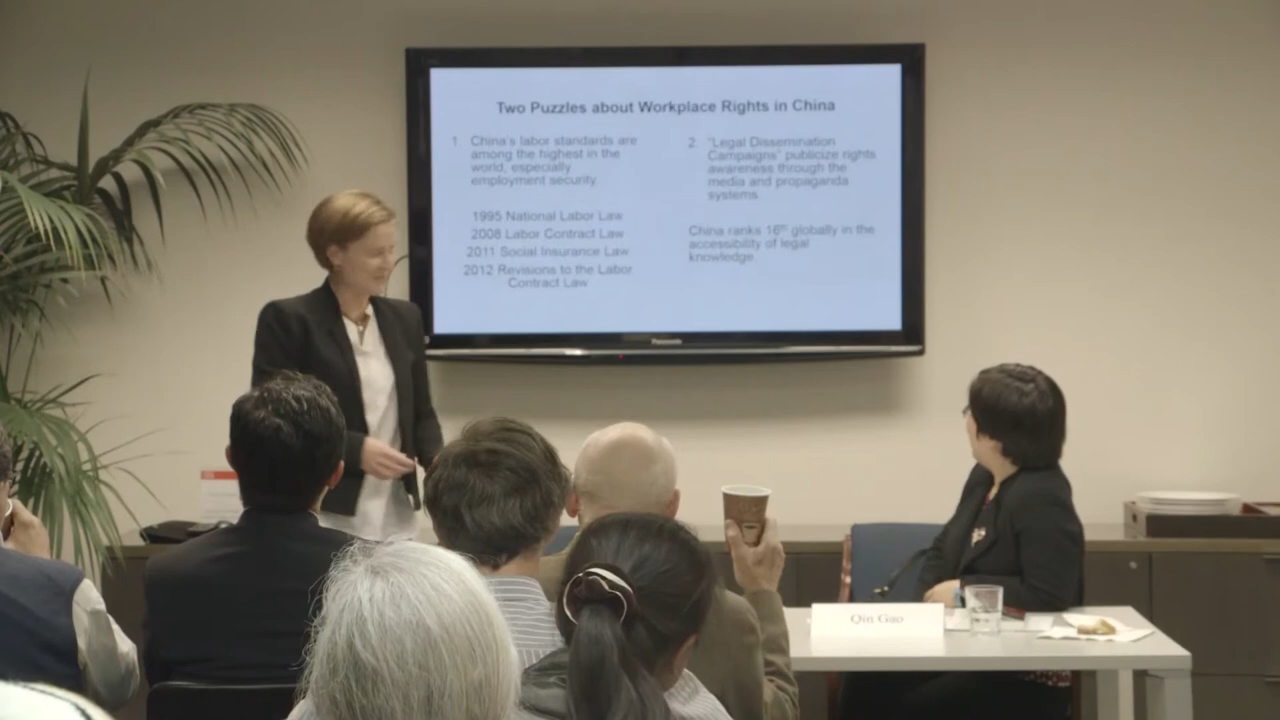 Two Puzzles about Workplace Rights in China
1. China's labor standards are
among the highest in the
world, especially
employment security
1995 National Labor Law
2008 Labor Contract Law
2011 Social Insurance Law
2012 Revisions to the Labor
Contract Law
2. "Legal Dissemination
Campaigns" publicize rights
awareness through the
media and propaganda
systems.
China ranks 16th globally in the
accessibility of legal
knowledge.
Panasonic
Qin Gao